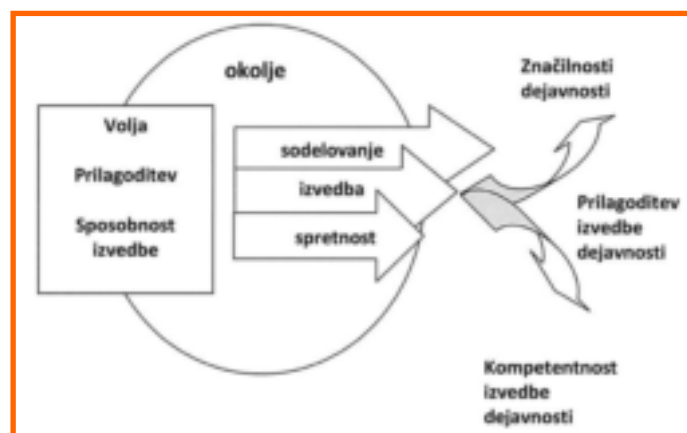 okolje
Volja
Prilagoditev
Sposobnost
izvedbe
sodelovanje
izvedba
spretnost
Značilnosti
dejavnosti
Prilagoditev
izvedbe
dejavnosti
Kompetentnost
izvedbe
dejavnosti